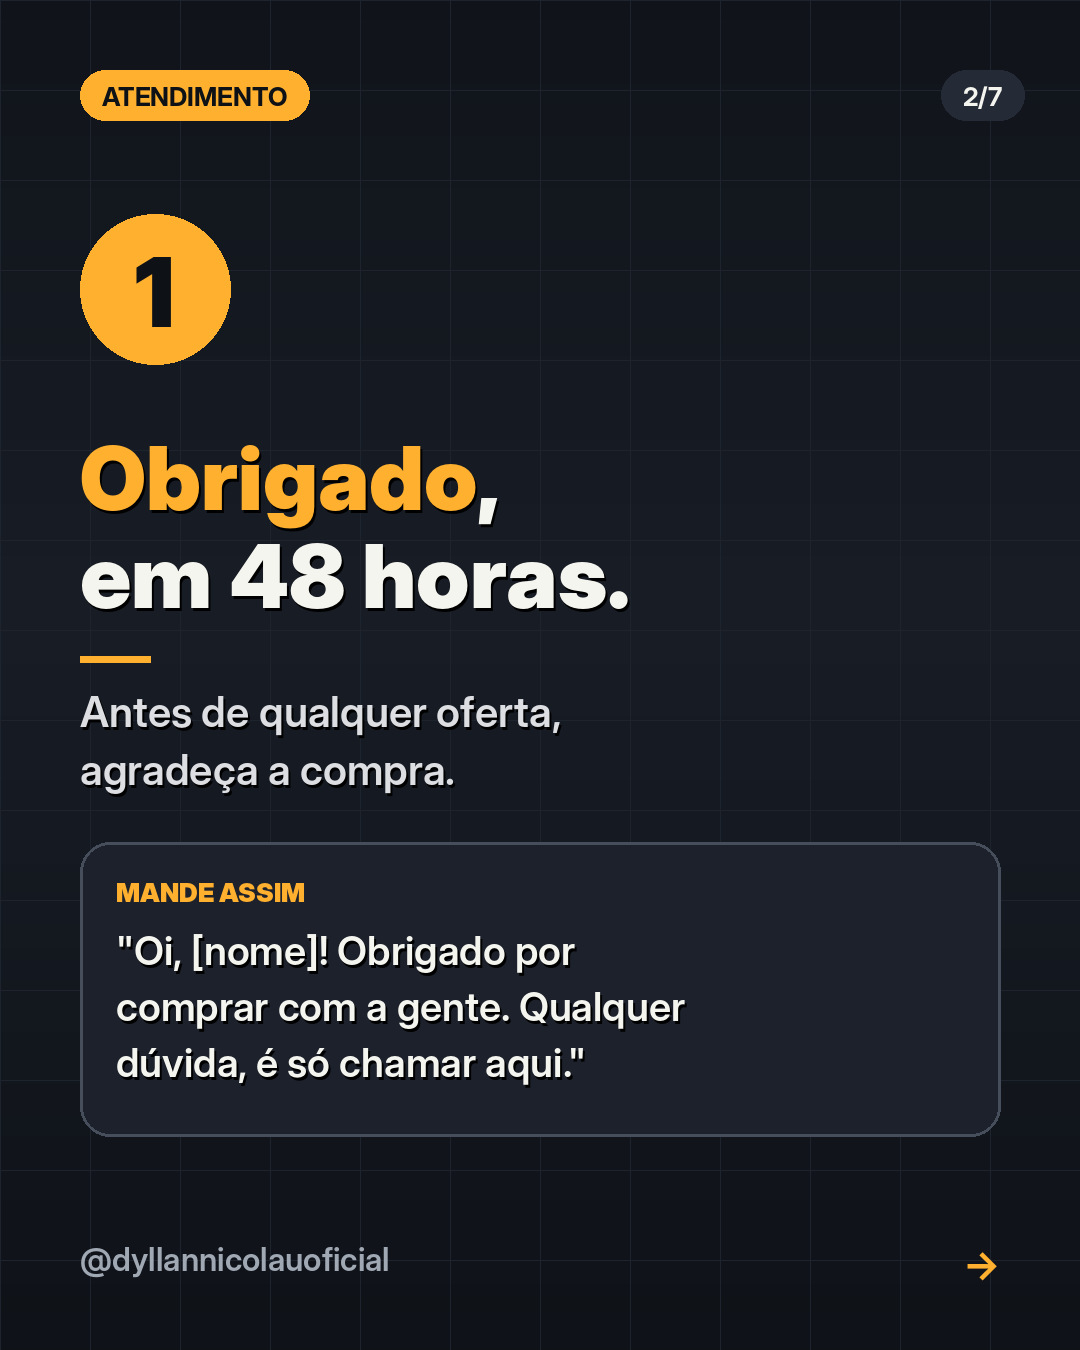 ATENDIMENTO
2/7
1
Obrigado,
em 48 horas.
Antes de qualquer oferta,
agradeça a compra.
MANDE ASSIM
"Oi, [nome]! Obrigado por
comprar com a gente. Qualquer
dúvida, é só chamar aqui."
@dyllannicolauoficial
→